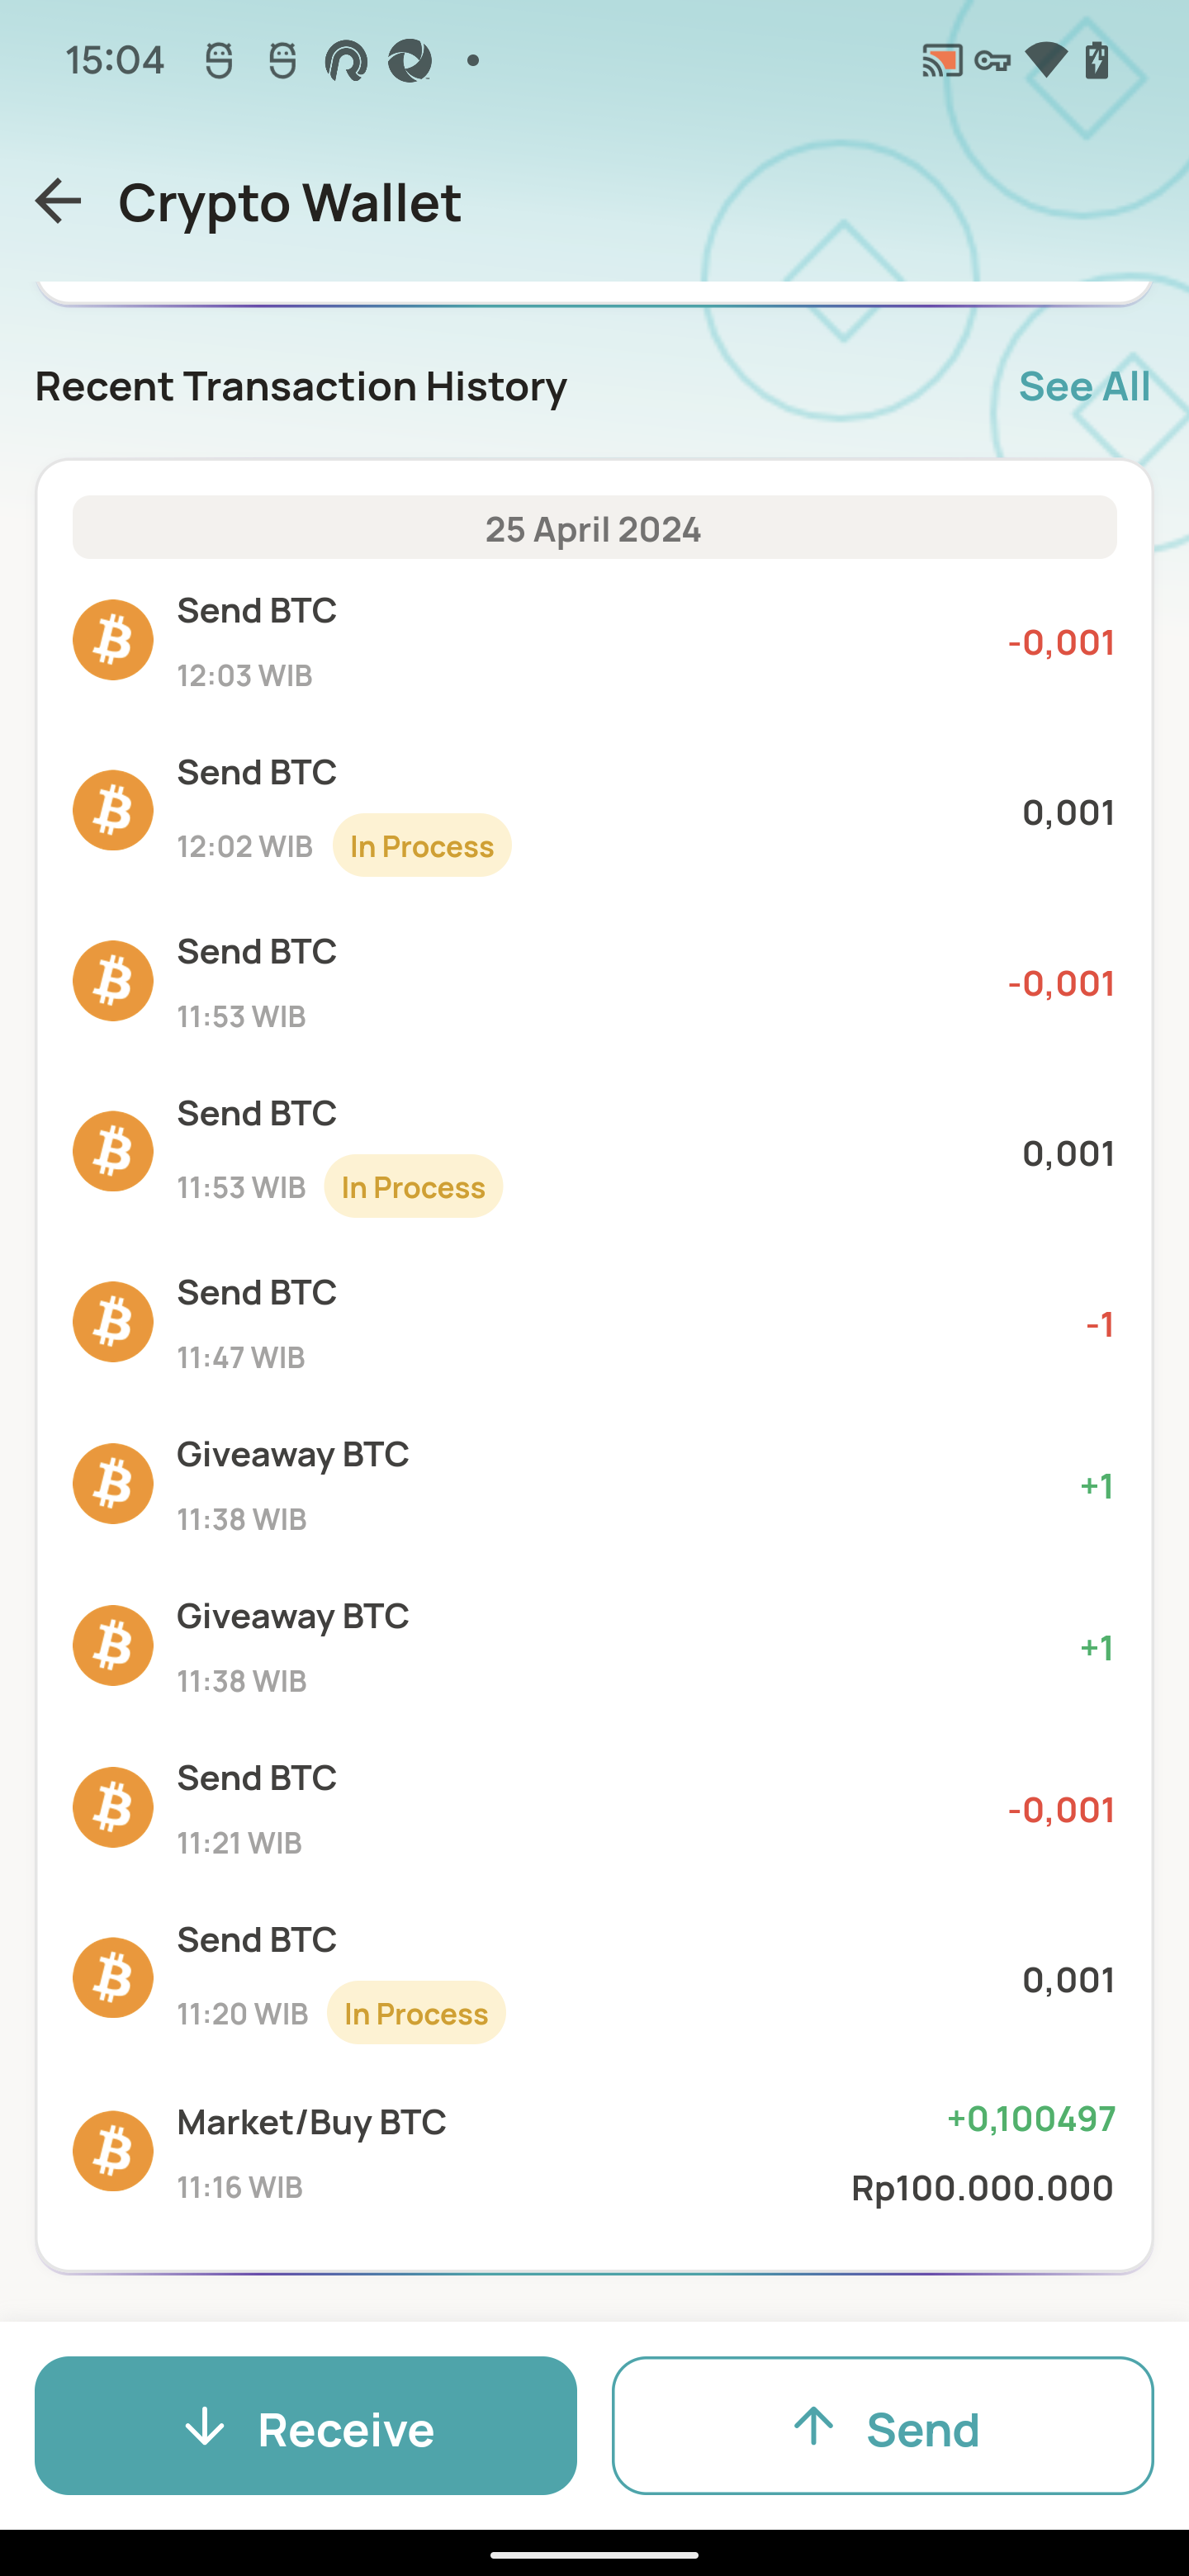 15:04
Crypto Wallet
Recent Transaction History See All
25 April 2024
Send BTC
-0,001
12:03 WIB
Send BTC
0,001
12:02 WIB In Process
Send BTC
-0,001
11:53 WIB
Send BTC
0,001
11:53 WIB In Process
Send BTC
-1
11:47 WIB
Giveaway BTC
+1
11:38 WIB
Giveaway BTC
+1
11:38 WIB
Send BTC
-0,001
11:21 WIB
Send BTC
0,001
11:20 WIB In Process
Market/Buy BTC +0,100497
11:16 WIB Rp100.000.000
Receive Send